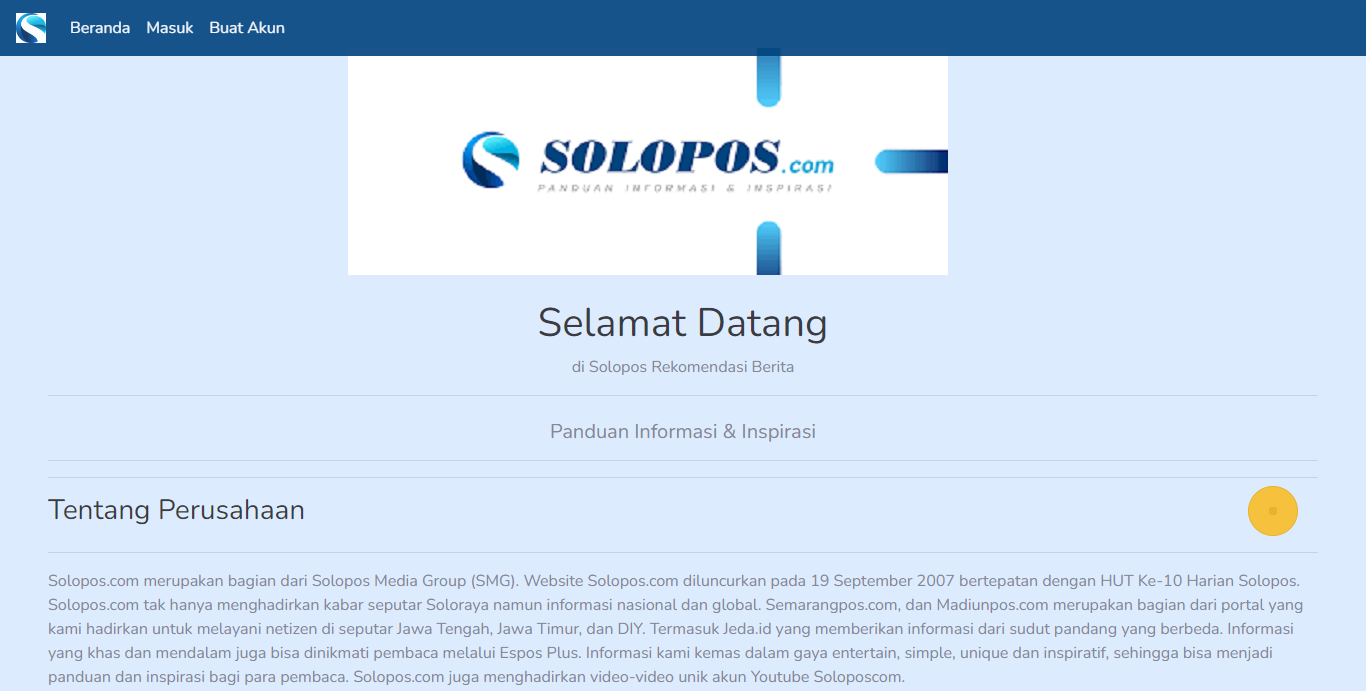 Beranda Masuk Buat Akun
SOLOPOS.com
PANDUAN INFORMASI & INSPIRASI
Selamat Datang
di Solopos Rekomendasi Berita
Panduan Informasi & Inspirasi
Tentang Perusahaan
Solopos.com merupakan bagian dari Solopos Media Group (SMG). Website Solopos.com diluncurkan pada 19 September 2007 bertepatan dengan HUT Ke-10 Harian Solopos.
Solopos.com tak hanya menghadirkan kabar seputar Soloraya namun informasi nasional dan global. Semarangpos.com, dan Madiunpos.com merupakan bagian dari portal yang
kami hadirkan untuk melayani netizen di seputar Jawa Tengah, Jawa Timur, dan DIY. Termasuk Jeda.id yang memberikan informasi dari sudut pandang yang berbeda. Informasi
yang khas dan mendalam juga bisa dinikmati pembaca melalui Espos Plus. Informasi kami kemas dalam gaya entertain, simple, unique dan inspiratif, sehingga bisa menjadi
panduan dan inspirasi bagi para pembaca. Solopos.com juga menghadirkan video-video unik akun Youtube Soloposcom.